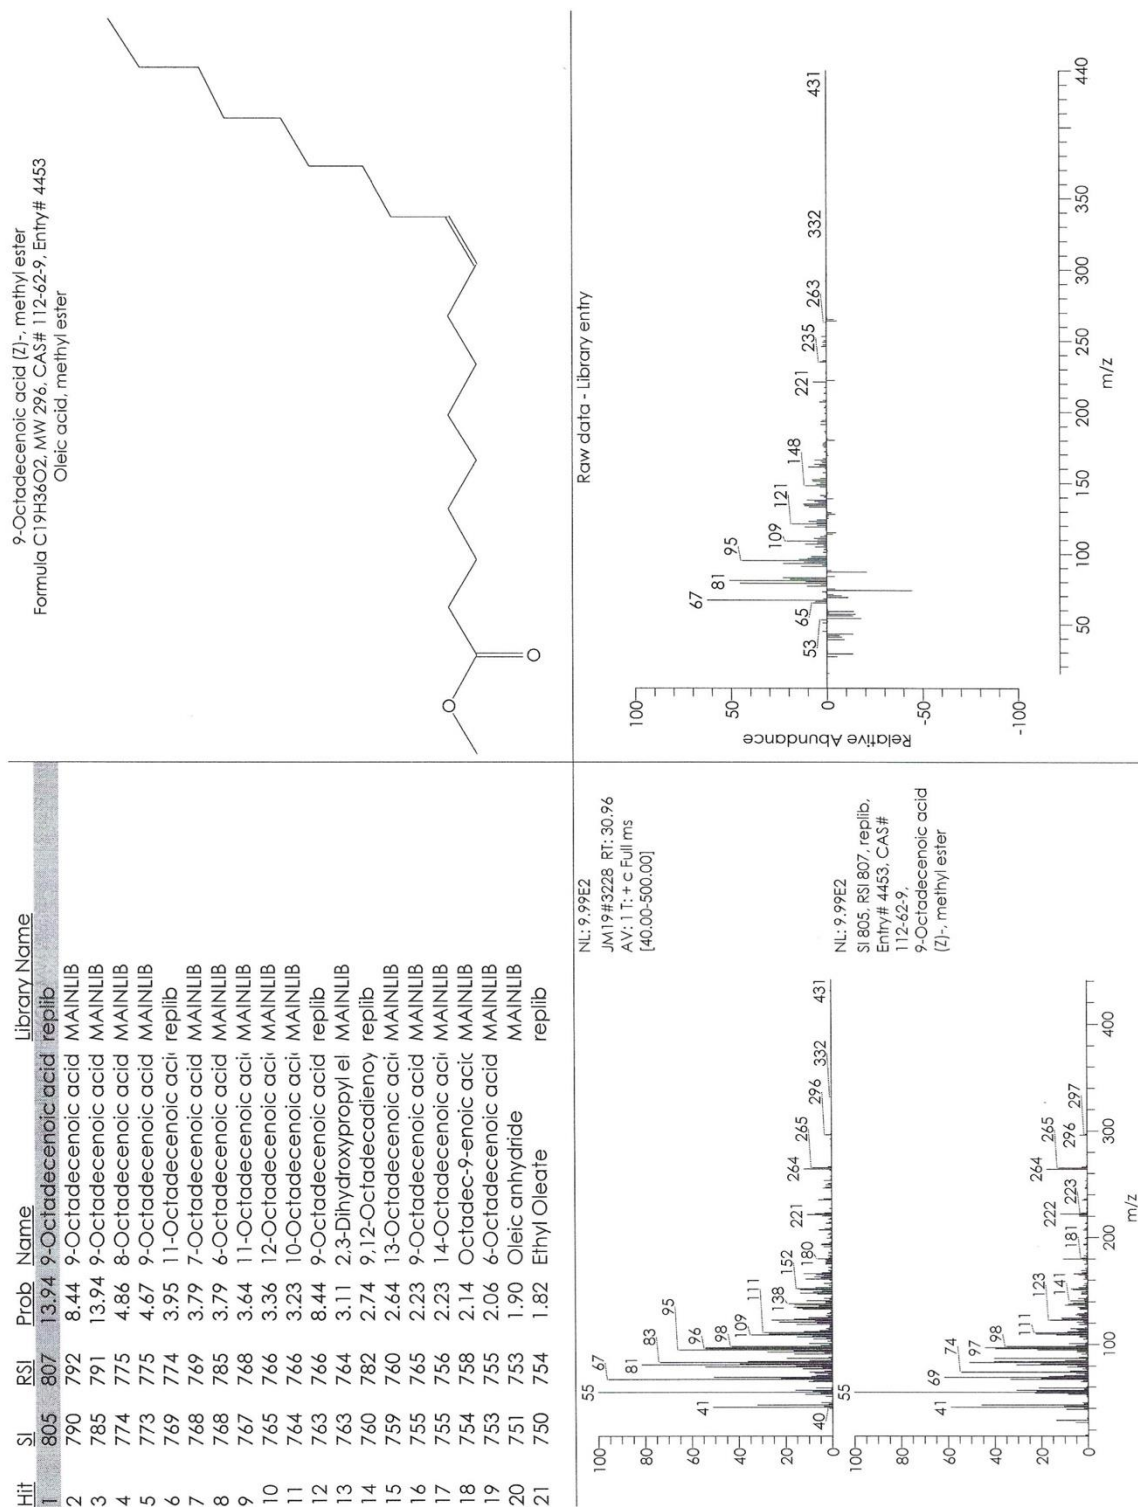 Hit SI RSI Prob Name Library Name
1 805 807 13.94 9-Octadecenoic acid replib
2 790 792 8.44 9-Octadecenoic acid MAINLIB
3 785 791 13.94 9-Octadecenoic acid MAINLIB
4 774 775 4.86 8-Octadecenoic acid MAINLIB
5 773 775 4.67 9-Octadecenoic acid MAINLIB
6 769 774 3.95 11-Octadecenoic aci replib
7 768 769 3.79 7-Octadecenoic acid MAINLIB
8 768 785 3.79 6-Octadecenoic acid MAINLIB
9 767 768 3.64 11-Octadecenoic aci MAINLIB
10 765 766 3.36 12-Octadecenoic aci MAINLIB
11 764 766 3.23 10-Octadecenoic aci MAINLIB
12 763 766 8.44 9-Octadecenoic acid replib
13 763 764 3.11 2,3-Dihydroxypropyl el MAINLIB
14 760 782 2.74 9,12-Octadecadienoy replib
15 759 760 2.64 13-Octadecenoic aci MAINLIB
16 755 765 2.23 9-Octadecenoic acid MAINLIB
17 755 756 2.23 14-Octadecenoic aci MAINLIB
18 754 758 2.14 Octadec-9-enoic acic MAINLIB
19 753 755 2.06 6-Octadecenoic acid MAINLIB
20 751 753 1.90 Oleic anhydride MAINLIB
21 750 754 1.82 Ethyl Oleate replib
9-Octadecenoic acid (Z)-, methyl ester
Formula C19H36O2, MW 296, CAS# 112-62-9, Entry# 4453
Oleic acid, methyl ester
O
O
NL: 9.99E2
JM19#3228 RT: 30.96
AV: 1 T: + c Full ms
[40.00-500.00]
100
80
60
40
20
0
55
67
83
95
81
96
98
109
111
41
40
138
152
180
221
264
265
296
332
431
NL: 9.99E2
SI 805, RSI 807, replib,
Entry# 4453, CAS#
112-62-9,
9-Octadecenoic acid
(Z)-, methyl ester
100
80
60
40
20
0
55
41
69
74
97
98
111
123
141
181
222
223
264
265
296
297
100 200 300 400
m/z
Raw data - Library entry
Relative Abundance
100
50
0
-50
-100
53
65
67
81
95
109
121
148
221
235
263
332
431
50 100 150 200 250 300 350 440
m/z